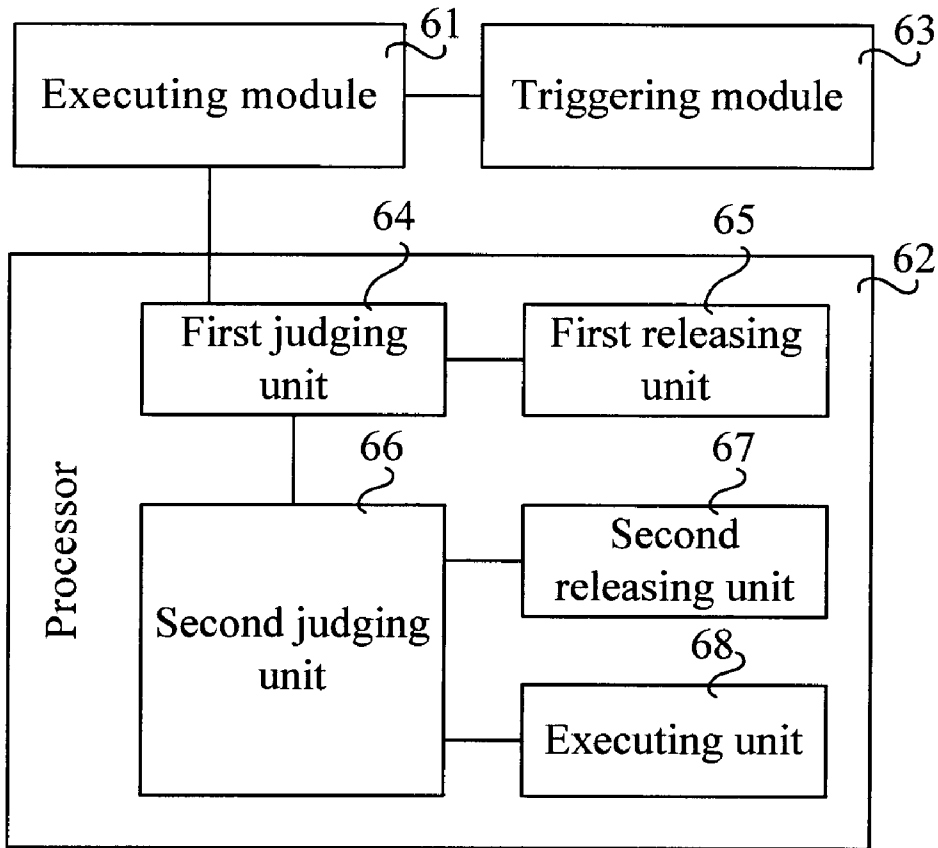 61
63
Executing module
Triggering module
64
65
62
First judging
unit
First releasing
unit
66
67
Processor
Second judging
unit
Second
releasing unit
68
Executing unit